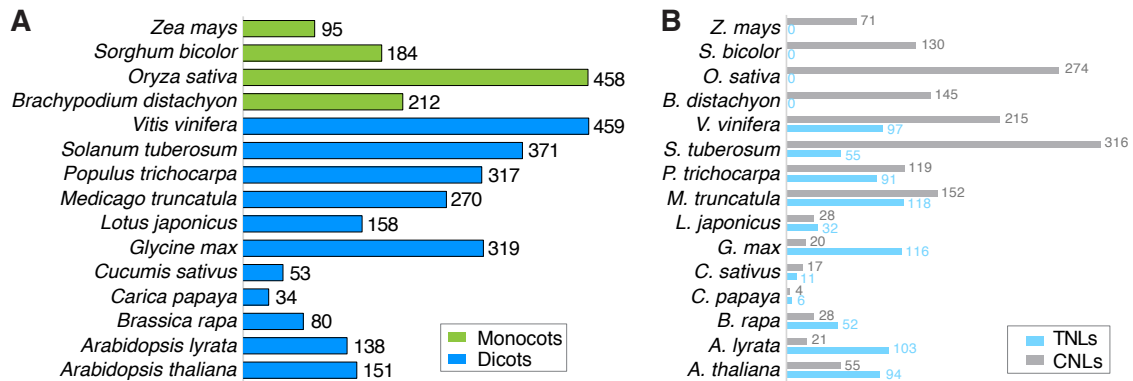 A
Zea mays 95
Sorghum bicolor 184
Oryza sativa 458
Brachypodium distachyon 212
Vitis vinifera 459
Solanum tuberosum 371
Populus trichocarpa 317
Medicago truncatula 270
Lotus japonicus 158
Glycine max 319
Cucumis sativus 53
Carica papaya 34
Brassica rapa 80
Arabidopsis lyrata 138
Arabidopsis thaliana 151
Monocots
Dicots
B
Z. mays 71
0
S. bicolor 130
0
O. sativa 274
0
B. distachyon 145
0
V. vinifera 215
97
S. tuberosum 316
55
P. trichocarpa 119
91
M. truncatula 152
118
L. japonicus 28
32
G. max 20
116
C. sativus 17
11
C. papaya 4
6
B. rapa 28
52
A. lyrata 21
103
A. thaliana 55
94
TNLs
CNLs